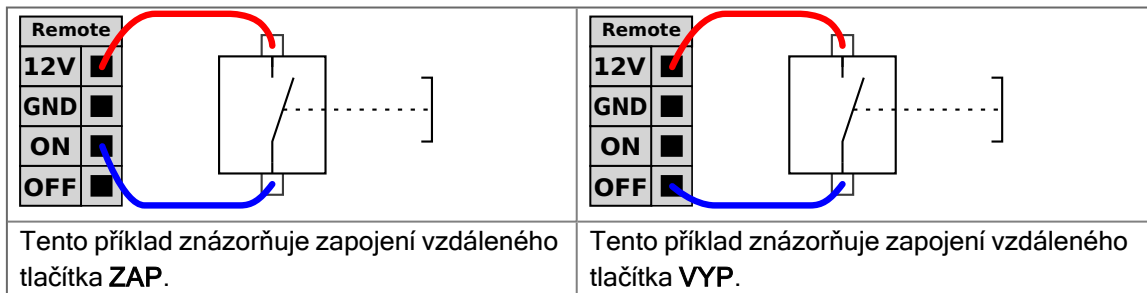 Remote
12V
GND
ON
OFF
Tento příklad znázorňuje zapojení vzdáleného
tlačítka ZAP.
Remote
12V
GND
ON
OFF
Tento příklad znázorňuje zapojení vzdáleného
tlačítka VYP.